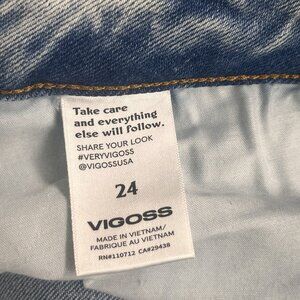 Take care
and everything
else will follow.
SHARE YOUR LOOK
#VERYVIGOSS
@VIGOSSUSA
24
VIGOSS
MADE IN VIETNAM/
FABRIQUE AU VIETNAM
RN#110712 CA#29438